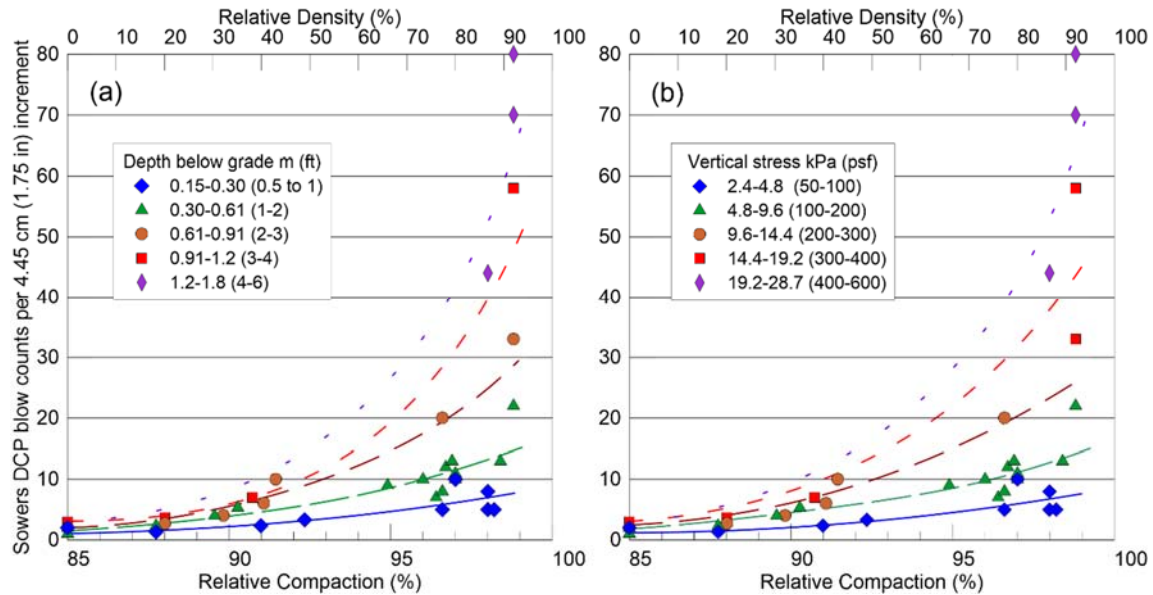 Relative Density (%)
0 10 20 30 40 50 60 70 80 90 100
Sowers DCP blow counts per 4.45 cm (1.75 in) increment
80
70
60
50
40
30
20
10
0
(a)
Depth below grade m (ft)
0.15-0.30 (0.5 to 1)
0.30-0.61 (1-2)
0.61-0.91 (2-3)
0.91-1.2 (3-4)
1.2-1.8 (4-6)
85 90 95 100
Relative Compaction (%)
Relative Density (%)
0 10 20 30 40 50 60 70 80 90 100
80
70
60
50
40
30
20
10
0
(b)
Vertical stress kPa (psf)
2.4-4.8 (50-100)
4.8-9.6 (100-200)
9.6-14.4 (200-300)
14.4-19.2 (300-400)
19.2-28.7 (400-600)
85 90 95 100
Relative Compaction (%)